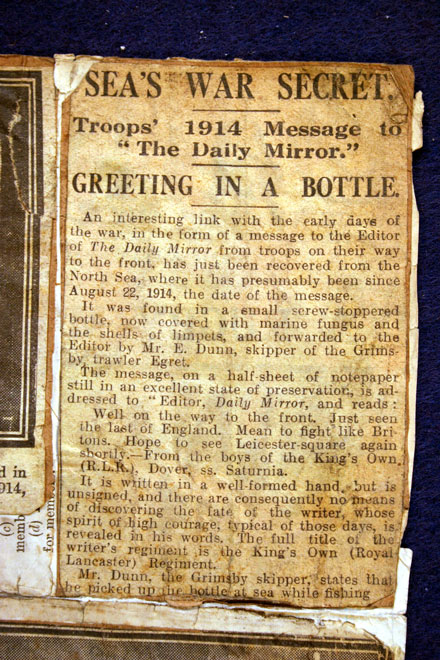 SEA'S WAR SECRET.
Troops' 1914 Message to
"The Daily Mirror."
GREETING IN A BOTTLE.
An interesting link with the early days of
the war, in the form of a message to the Editor
of The Daily Mirror from troops on their way
to the front, has just been recovered from the
North Sea, where it has presumably been since
August 22, 1914, the date of the message.
It was found in a small screw-stoppered
bottle, now covered with marine fungus and
the shells of limpets, and forwarded to the
Editor by Mr. E. Dunn, skipper of the Grims-
by trawler Egret.
The message, on a half-sheet of notepaper
still in an excellent state of preservation, is ad-
dressed to "Editor, Daily Mirror, and reads:
Well on the way to the front. Just seen
the last of England. Mean to fight like Bri-
tons. Hope to see Leicester-square again
shortly.—From the boys of the King's Own
(R.L.R), Dover, ss. Saturnia.
It is written in a well-formed hand, but is
unsigned, and there are consequently no means
of discovering the fate of the writer, whose
spirit of high courage, typical of those days, is
revealed in his words. The full title of the
writer's regiment is the King's Own (Royal
Lancaster) Regiment.
Mr. Dunn, the Grimsby skipper, states that
he picked up the bottle at sea while fishing
d in
914,
(c)
memb
(d)
for memb